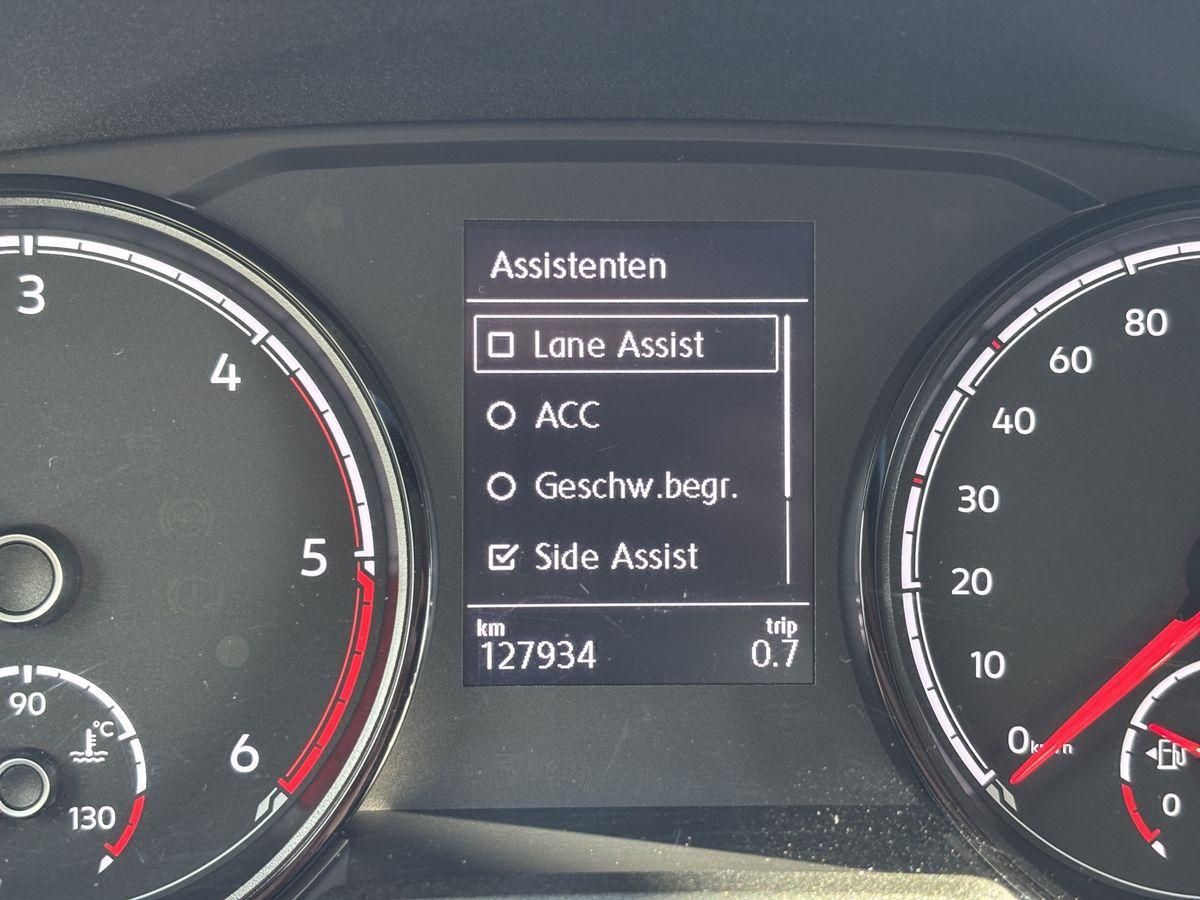 Assistenten
Lane Assist
ACC
Geschw.begr.
Side Assist
km
127934
trip
0.7
3
4
5
6
90
°C
130
80
60
40
30
20
10
0
0